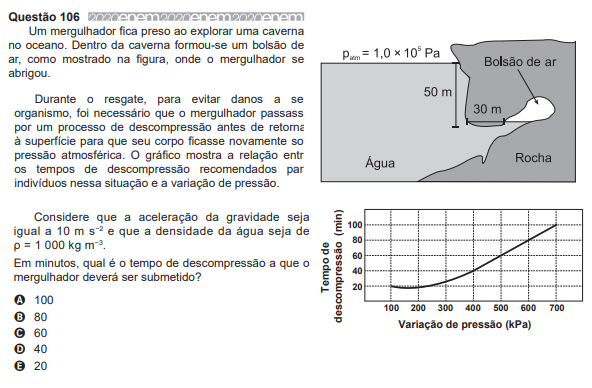 Questão 106 2020enem2020enem2020enem
Um mergulhador fica preso ao explorar uma caverna
no oceano. Dentro da caverna formou-se um bolsão de
ar, como mostrado na figura, onde o mergulhador se
abrigou.
Durante o resgate, para evitar danos a se
organismo, foi necessário que o mergulhador passass
por um processo de descompressão antes de retorna
à superfície para que seu corpo ficasse novamente so
pressão atmosférica. O gráfico mostra a relação entr
os tempos de descompressão recomendados par
indivíduos nessa situação e a variação de pressão.
Considere que a aceleração da gravidade seja
igual a 10 m s⁻² e que a densidade da água seja de
ρ = 1 000 kg m⁻³.
Em minutos, qual é o tempo de descompressão a que o
mergulhador deverá ser submetido?
A 100
B 80
C 60
D 40
E 20
pₐₜₘ = 1,0 × 10⁵ Pa
Bolsão de ar
50 m
30 m
Água
Rocha
Tempo de
descompressão (min)
100
80
60
40
20
100 200 300 400 500 600 700
Variação de pressão (kPa)